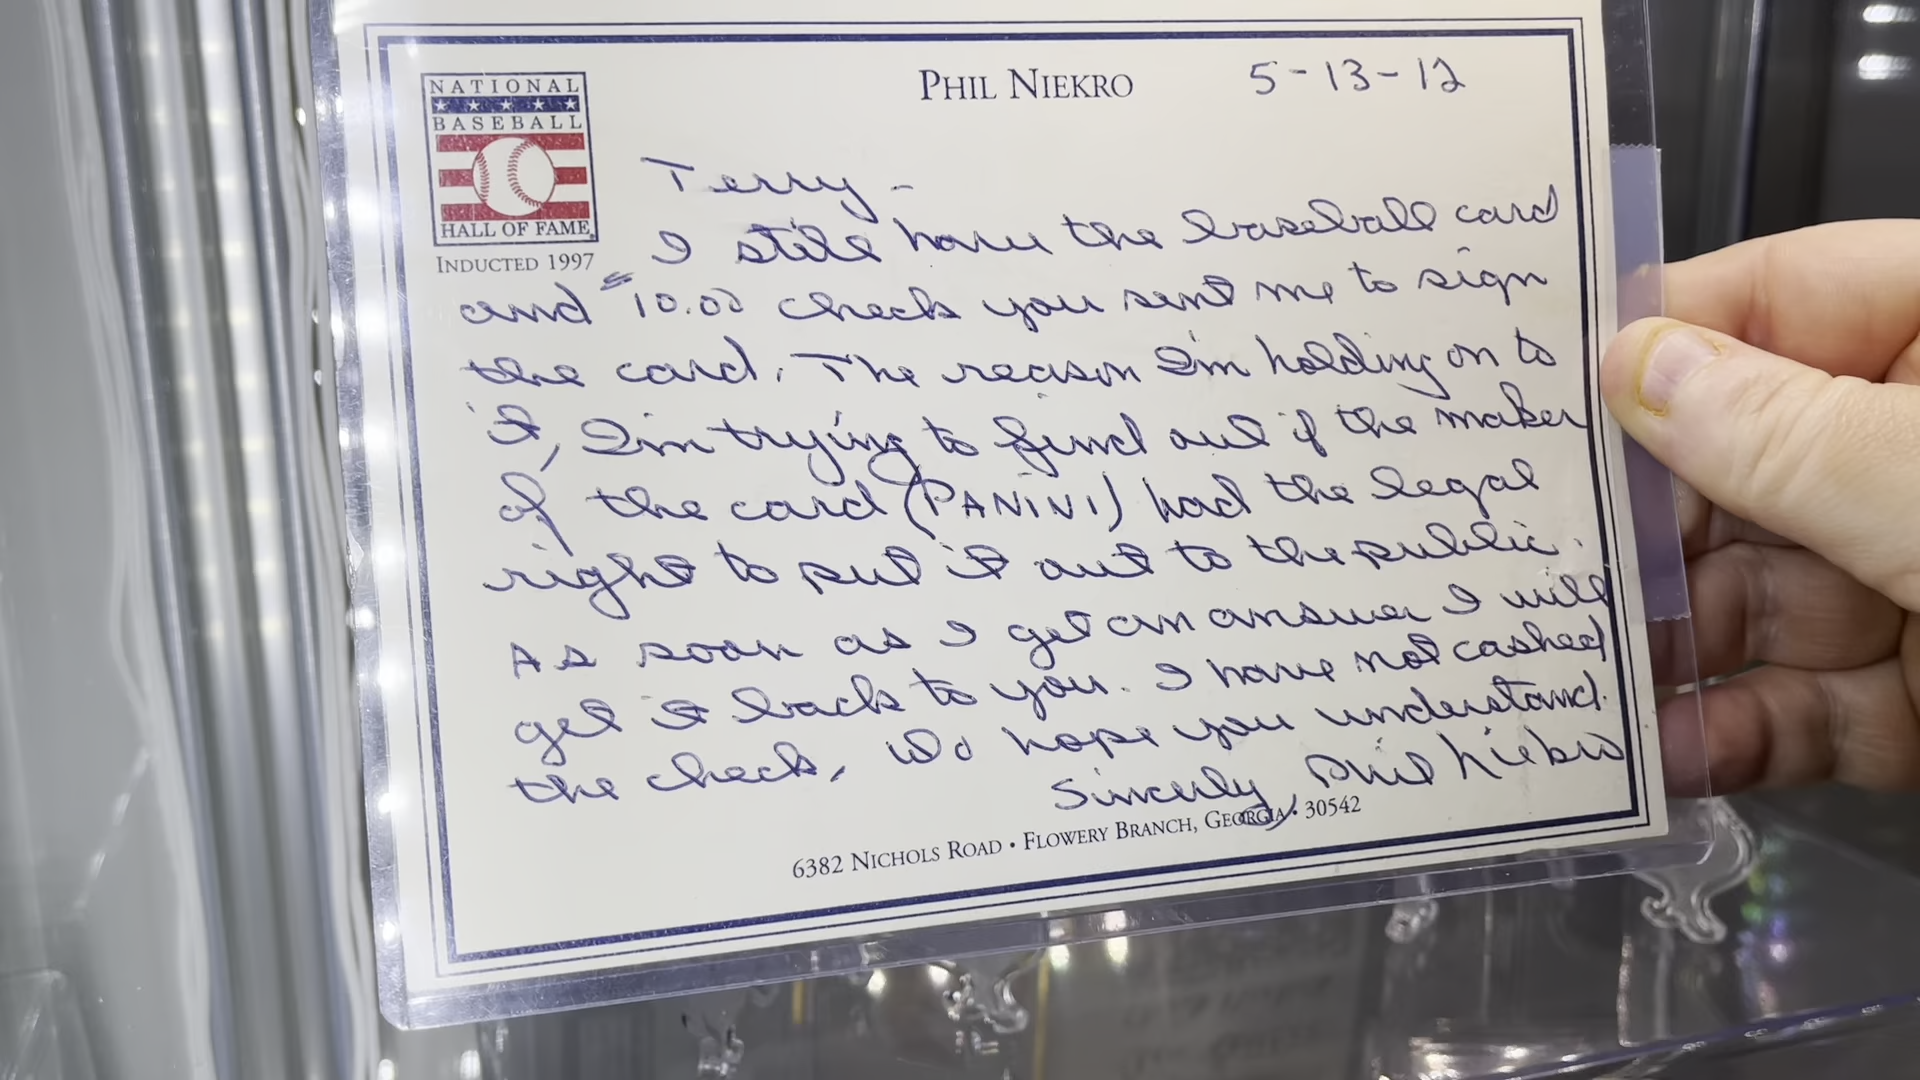 NATIONAL
BASEBALL
HALL OF FAME
INDUCTED 1997
PHIL NIEKRO
5-13-12
Terry -
I still have the baseball card
and $10.00 check you sent me to sign
the card. The reason I'm holding on to
it, I'm trying to find out if the maker
of the card (PANINI) had the legal
right to put it out to the public.
As soon as I get an answer I will
get it back to you. I have not cashed
the check, Do hope you understand.
Sincerly, Phil Niekro
6382 NICHOLS ROAD • FLOWERY BRANCH, GEORGIA • 30542